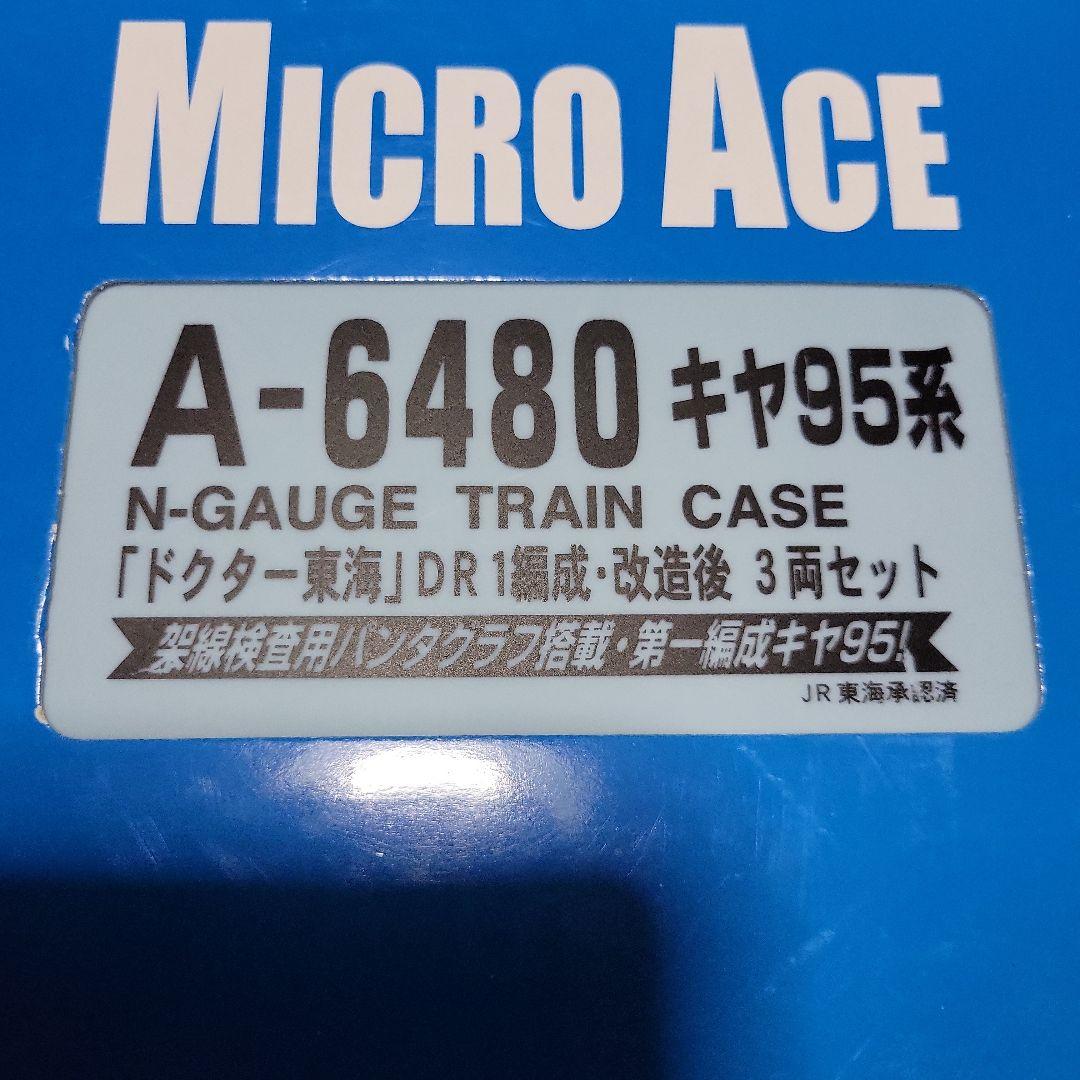 MICRO ACE
A-6480 キヤ95系
N-GAUGE TRAIN CASE
「ドクター東海」DR1編成・改造後 3両セット
架線検査用パンタグラフ搭載・第一編成キヤ95!
JR東海承認済